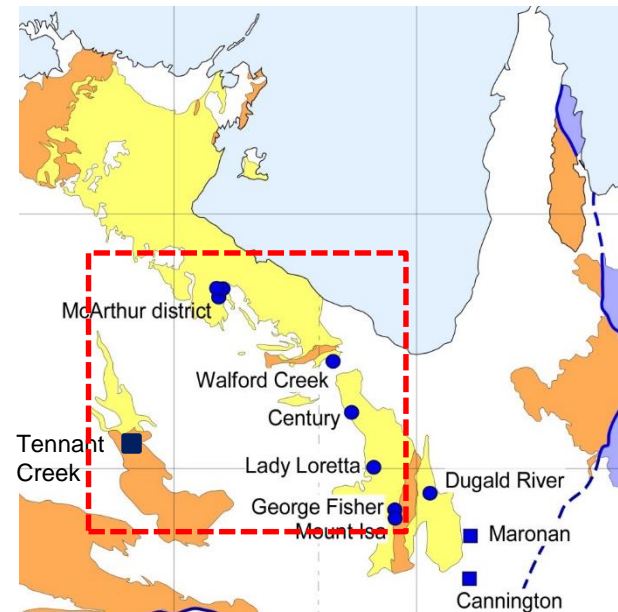 McArthur district
Walford Creek
Century
Tennant
Creek
Lady Loretta
Dugald River
George Fisher
Mount Isa
Maronan
Cannington